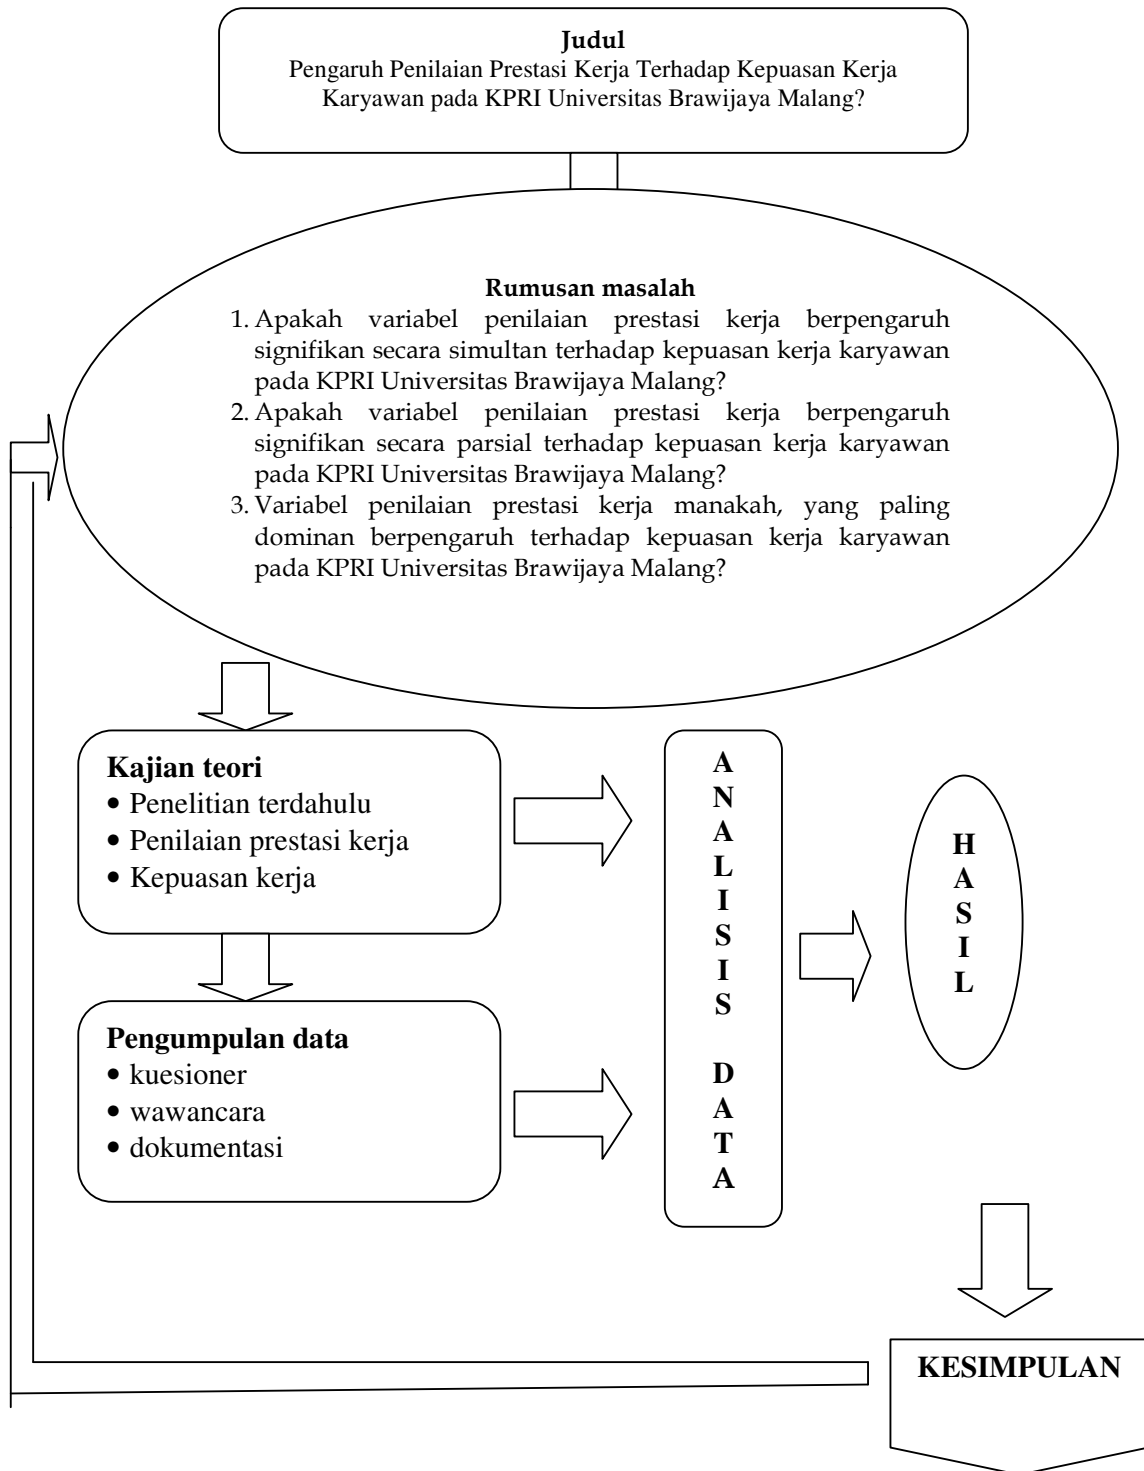 Judul
Pengaruh Penilaian Prestasi Kerja Terhadap Kepuasan Kerja
Karyawan pada KPRI Universitas Brawijaya Malang?
Rumusan masalah
1. Apakah variabel penilaian prestasi kerja berpengaruh
signifikan secara simultan terhadap kepuasan kerja karyawan
pada KPRI Universitas Brawijaya Malang?
2. Apakah variabel penilaian prestasi kerja berpengaruh
signifikan secara parsial terhadap kepuasan kerja karyawan
pada KPRI Universitas Brawijaya Malang?
3. Variabel penilaian prestasi kerja manakah, yang paling
dominan berpengaruh terhadap kepuasan kerja karyawan
pada KPRI Universitas Brawijaya Malang?
Kajian teori
• Penelitian terdahulu
• Penilaian prestasi kerja
• Kepuasan kerja
Pengumpulan data
• kuesioner
• wawancara
• dokumentasi
A
N
A
L
I
S
I
S
D
A
T
A
H
A
S
I
L
KESIMPULAN